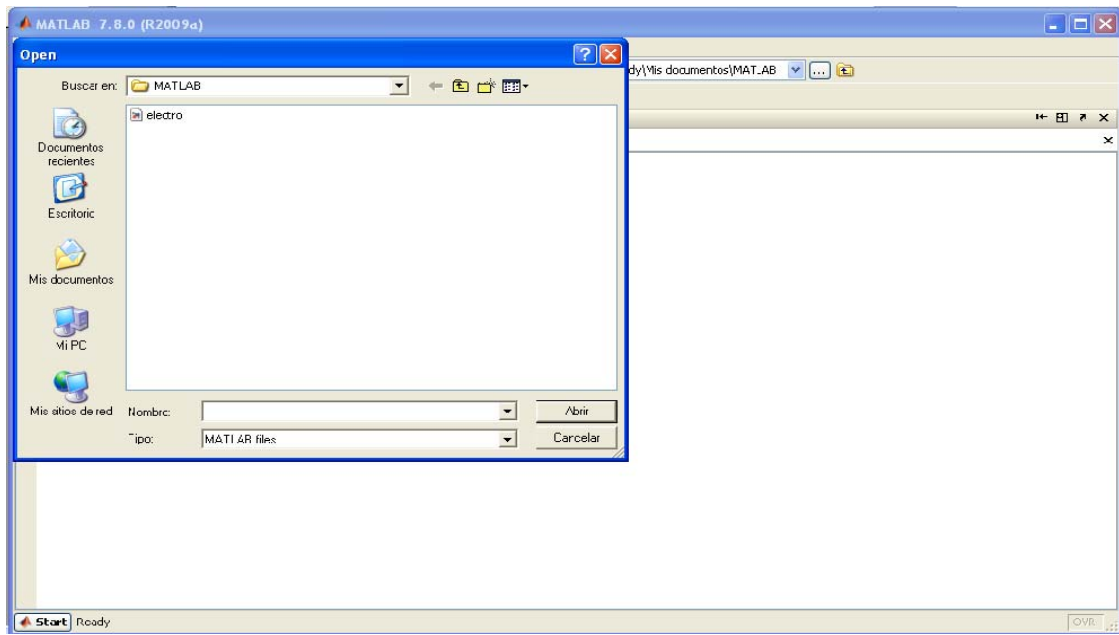 MATLAB 7.8.0 (R2009a)
Open
dy\Mis documentos\MATLAB
...
Buscar en:
MATLAB
electro
Documentos
recientes
Escritorio
Mis documentos
Mi PC
Mis sitios de red
Nombre:
Abrir
Tipo:
MATLAB files
Carcelar
Start
Ready
OVR